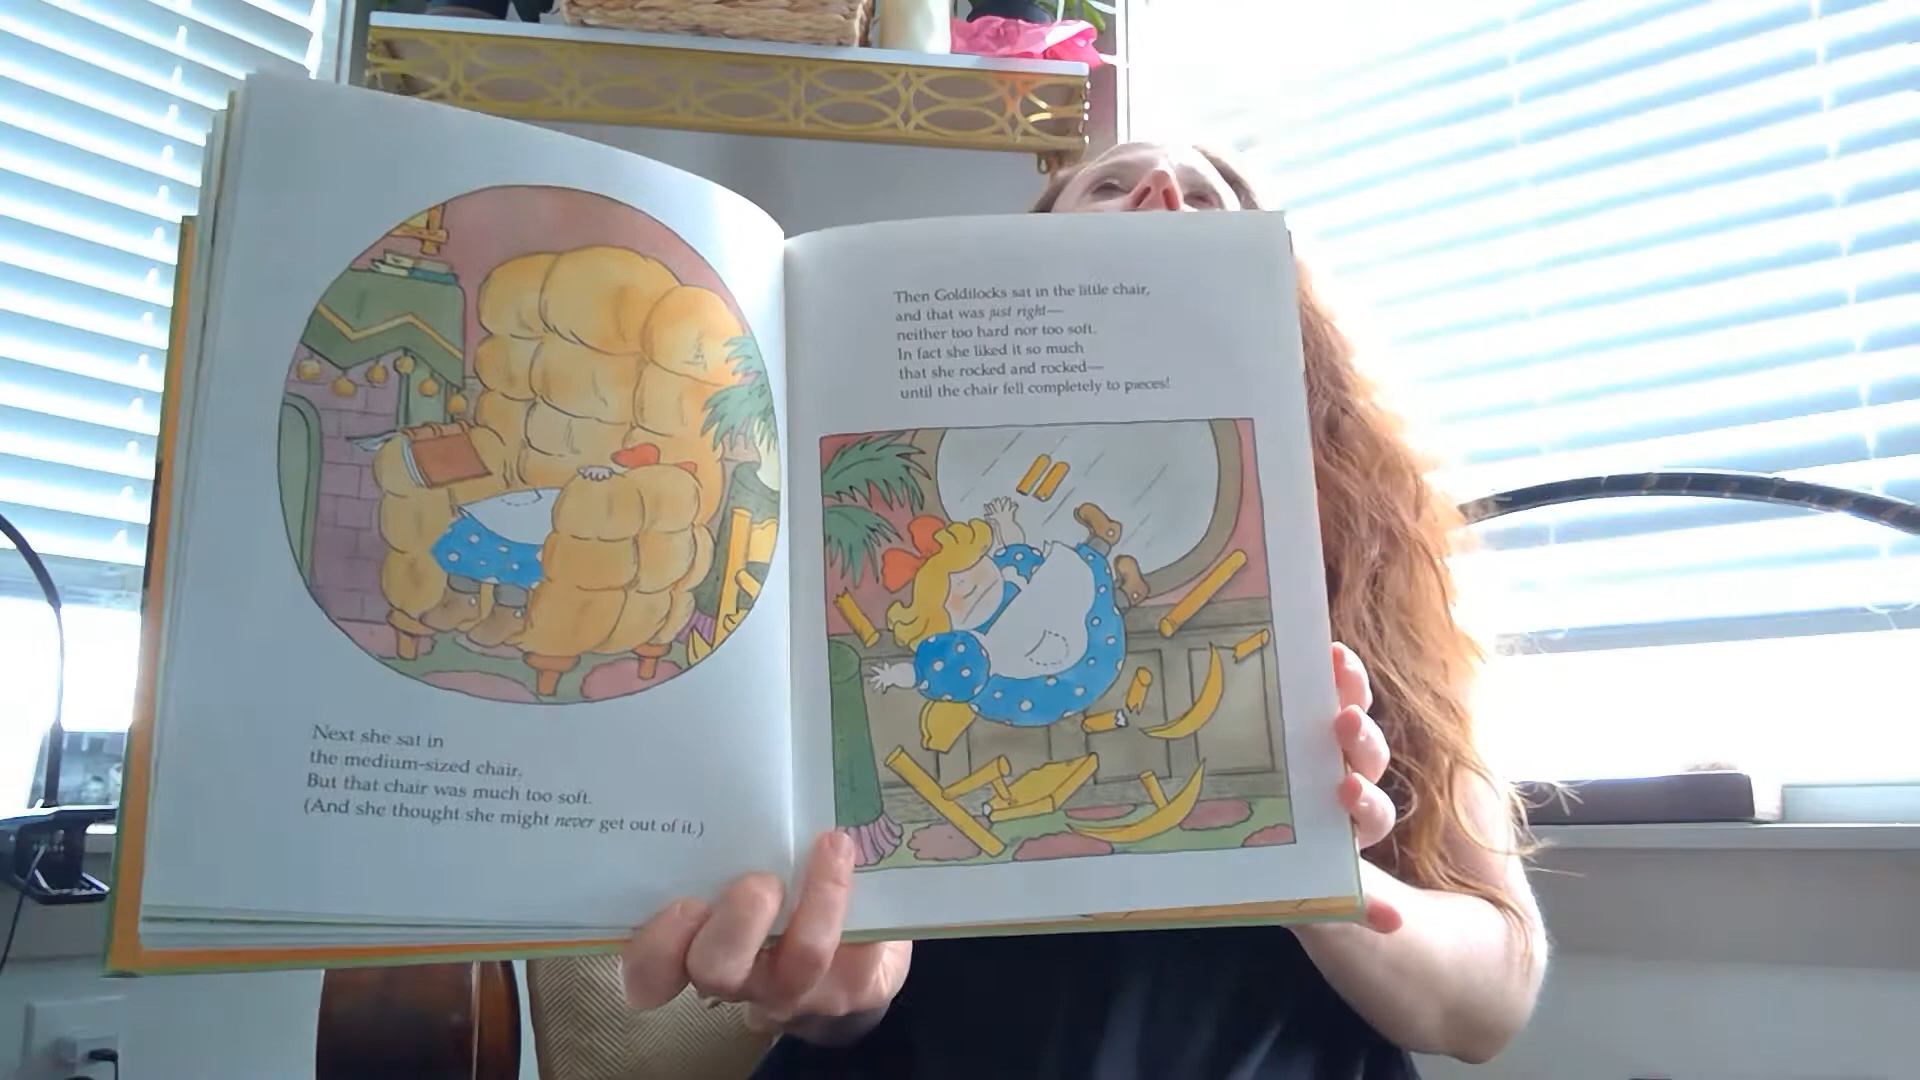 Next she sat in
the medium-sized chair.
But that chair was much too soft.
(And she thought she might never get out of it.)
Then Goldilocks sat in the little chair,
and that was just right—
neither too hard nor too soft.
In fact she liked it so much
that she rocked and rocked—
until the chair fell completely to pieces!